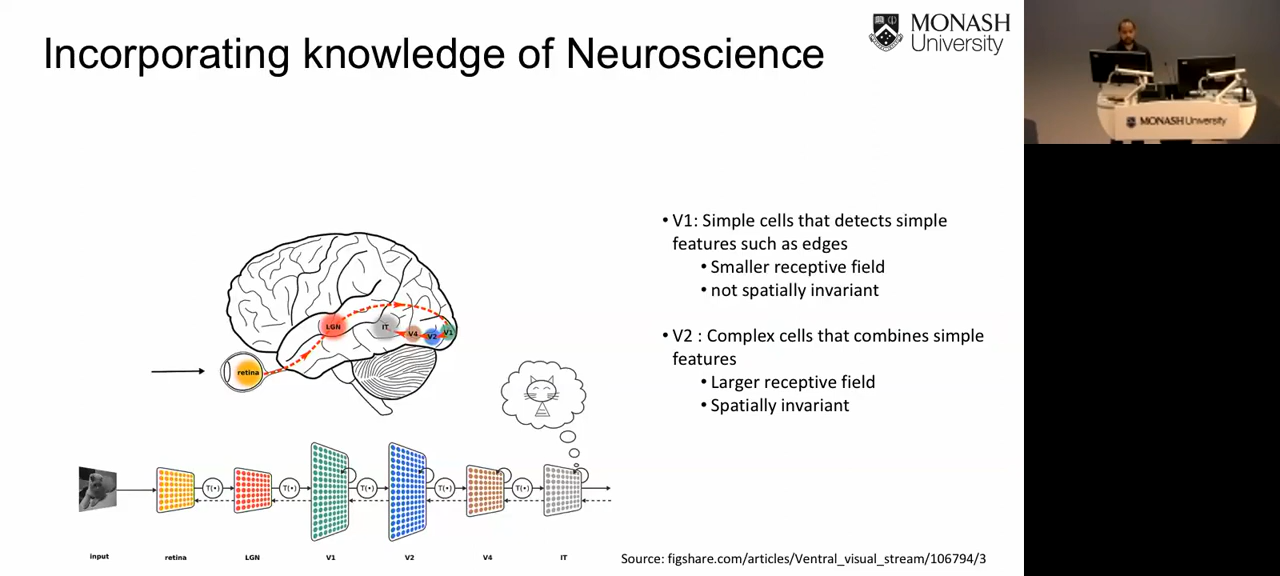 Incorporating knowledge of Neuroscience
MONASH
University
MONASH University
• V1: Simple cells that detects simple
features such as edges
• Smaller receptive field
• not spatially invariant
• V2 : Complex cells that combines simple
features
• Larger receptive field
• Spatially invariant
LGN
IT
V4
V2
V1
retina
T(•)
T(•)
T(•)
T(•)
T(•)
input
retina
LGN
V1
V2
V4
IT
Source: figshare.com/articles/Ventral_visual_stream/106794/3